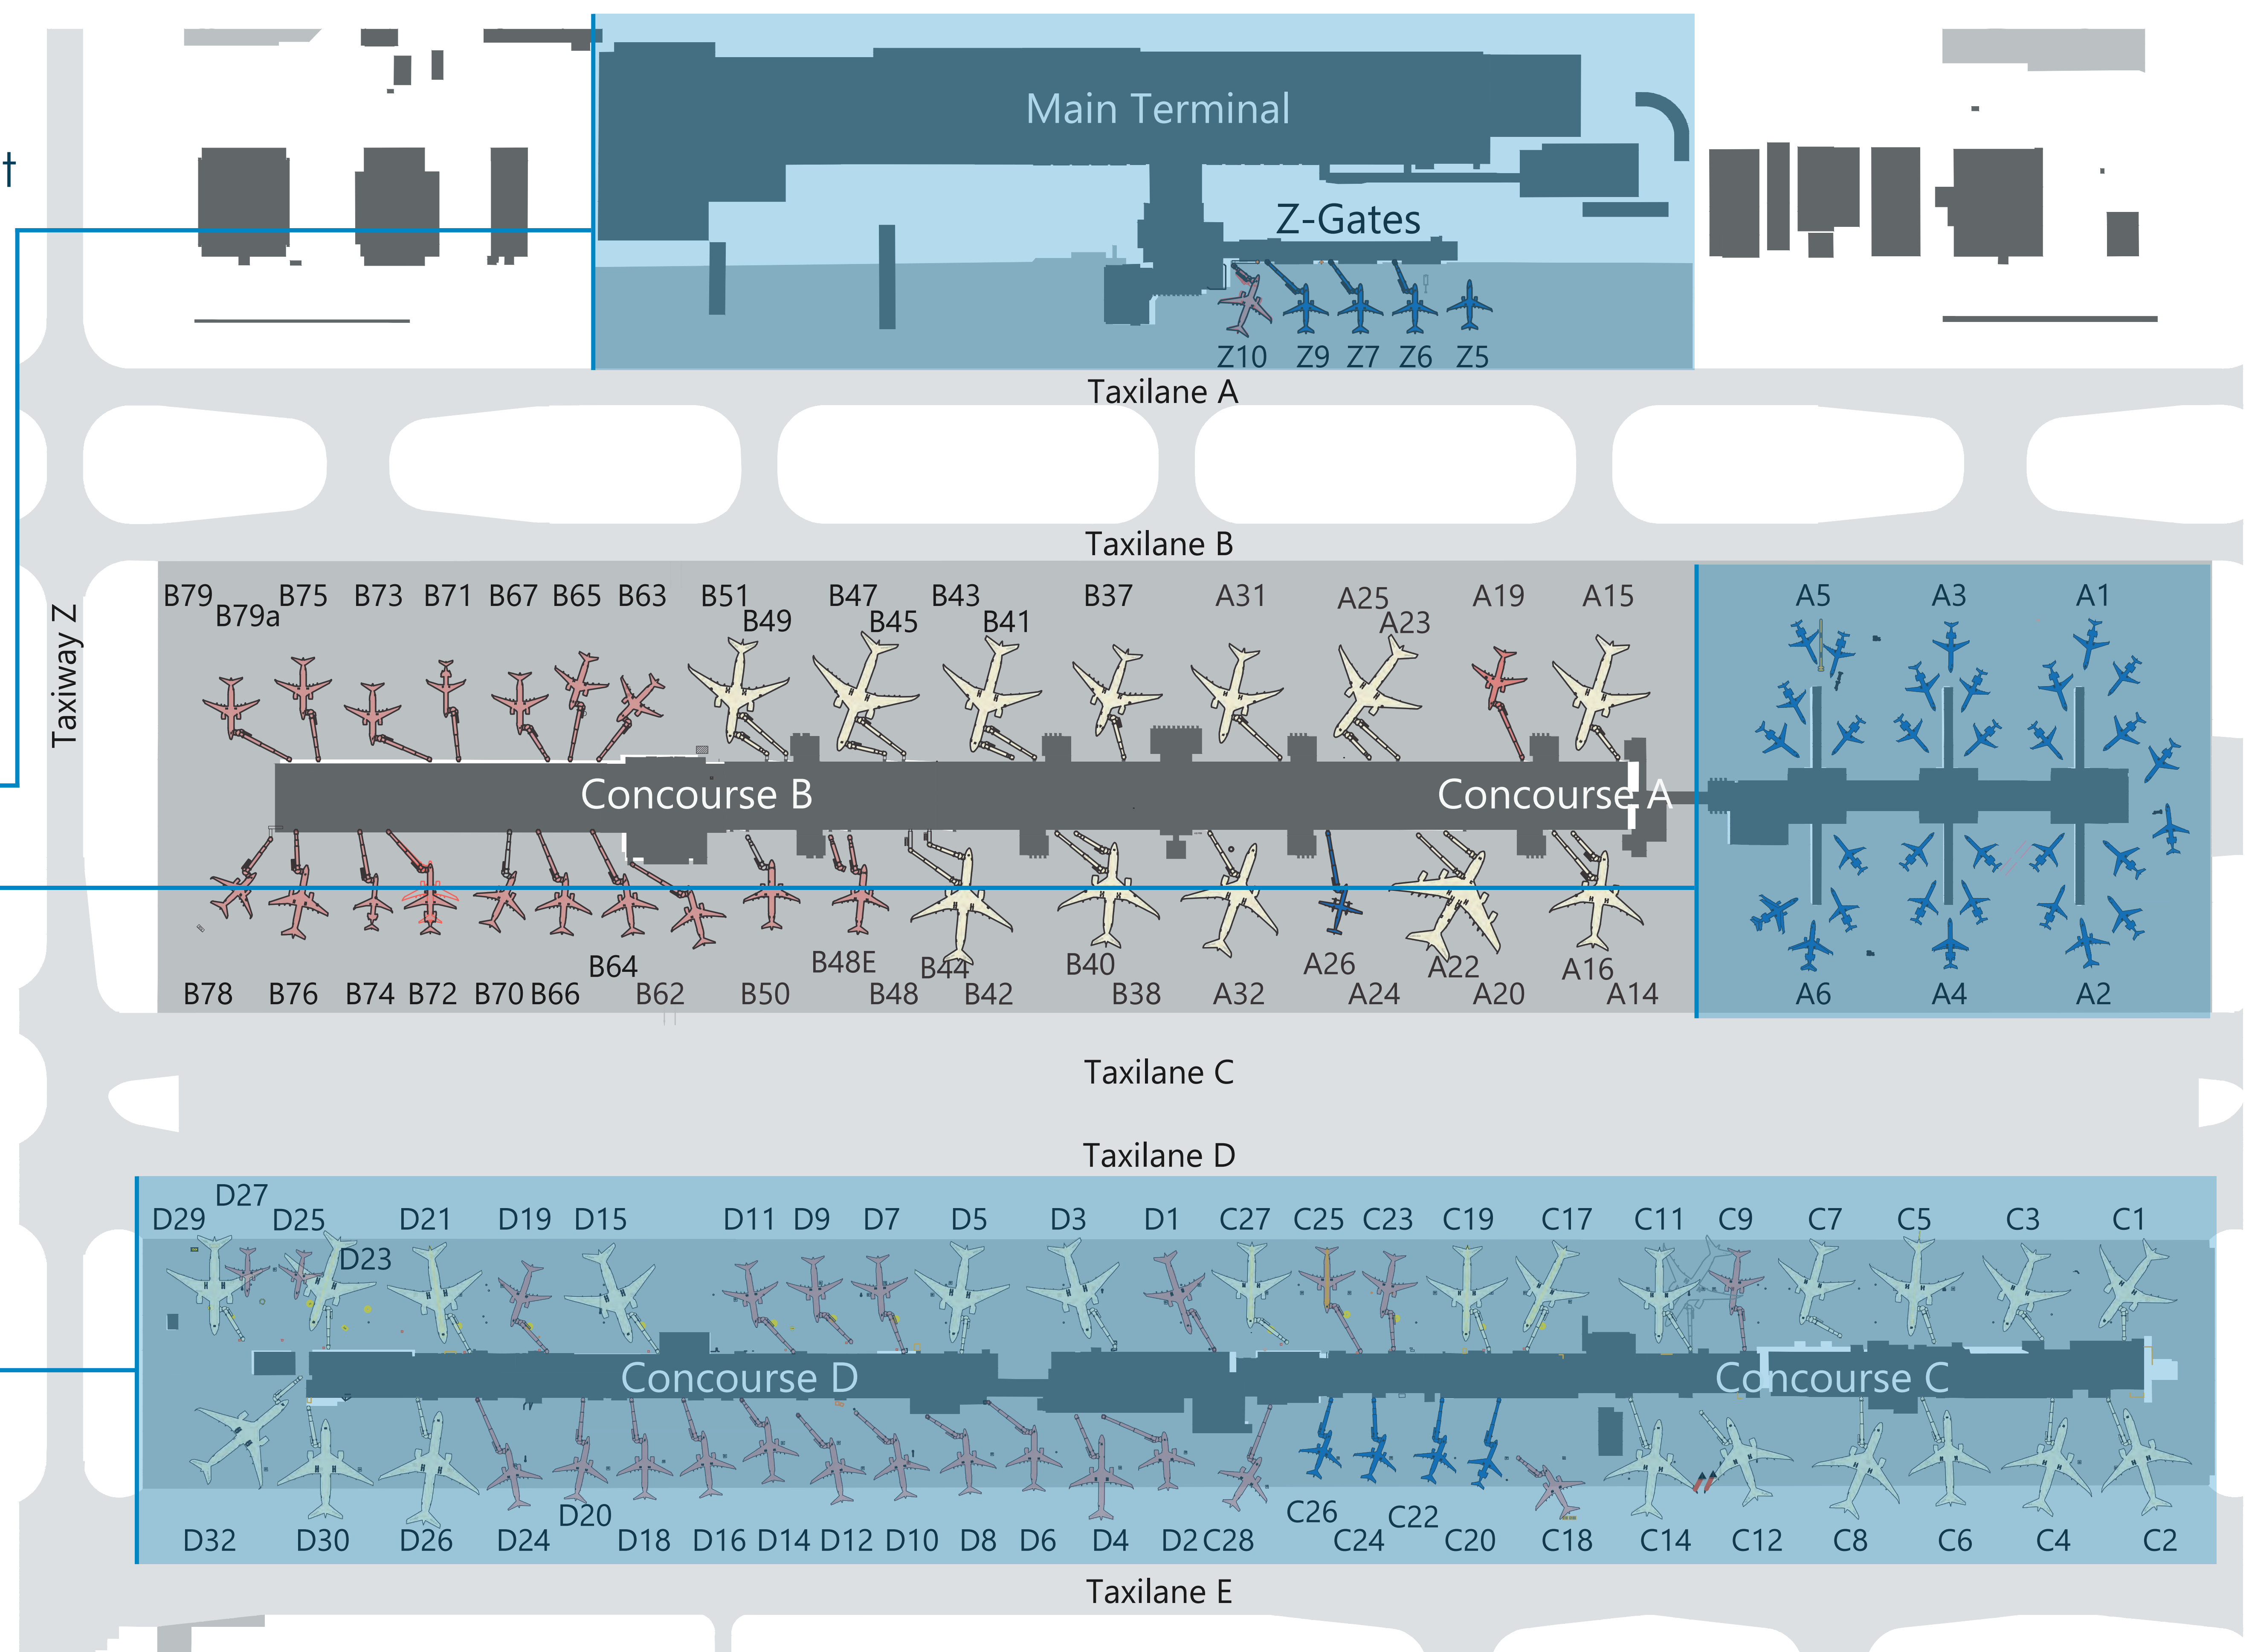 Main Terminal
†
Z-Gates
Z10 Z9 Z7 Z6 Z5
Taxilane A
Taxilane B
Taxiway Z
B79 B75 B73 B71 B67 B65 B63 B51 B47 B43 B37 A31 A25 A19 A15 A5 A3 A1
B79a B49 B45 B41 A23
Concourse B Concourse A
B64 B48E B44 B40 A26 A22 A16
B78 B76 B74 B72 B70 B66 B62 B50 B48 B42 B38 A32 A24 A20 A14 A6 A4 A2
Taxilane C
Taxilane D
D27
D29 D25 D21 D19 D15 D11 D9 D7 D5 D3 D1 C27 C25 C23 C19 C17 C11 C9 C7 C5 C3 C1
D23
Concourse D Concourse C
D20 C26 C22
D32 D30 D26 D24 D18 D16 D14 D12 D10 D8 D6 D4 D2 C28 C24 C20 C18 C14 C12 C8 C6 C4 C2
Taxilane E